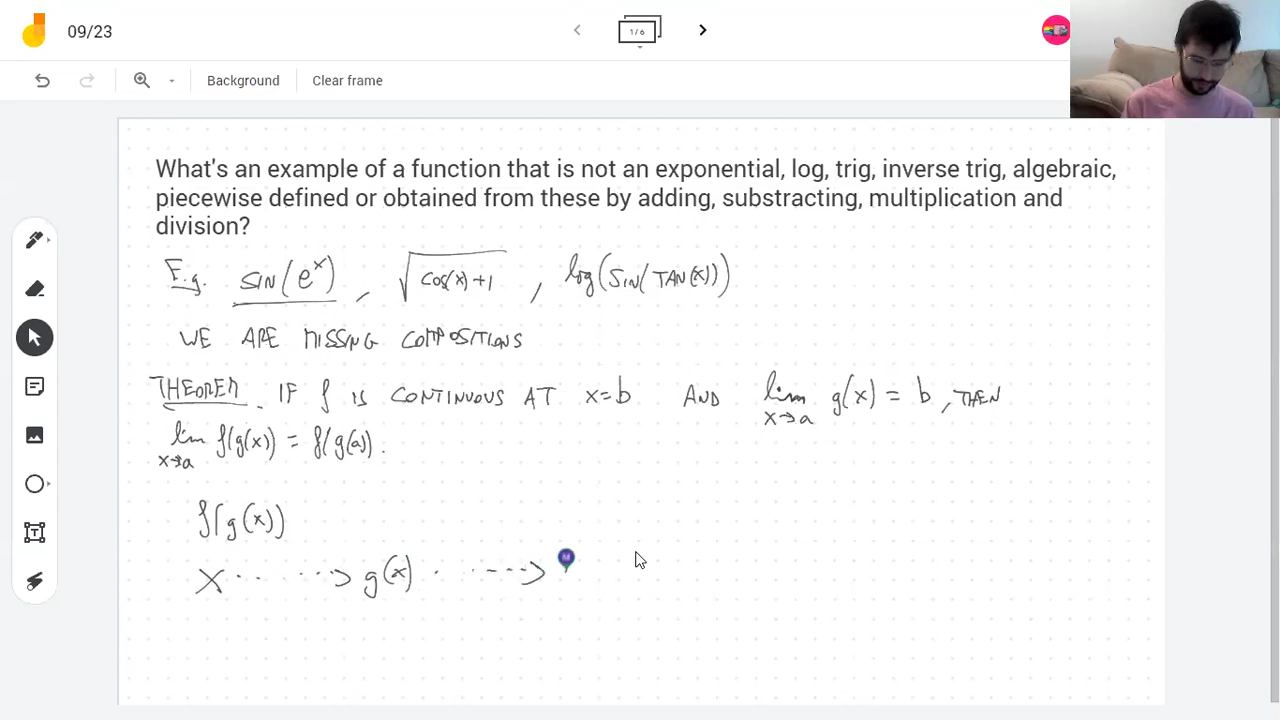 09/23
1/6
Background
Clear frame
What's an example of a function that is not an exponential, log, trig, inverse trig, algebraic,
piecewise defined or obtained from these by adding, substracting, multiplication and
division?
E.g. SIN(e^x), √(cos(x)+1), log(SIN(TAN(x)))
WE ARE MISSING COMPOSITIONS
THEOREM. IF f IS CONTINUOUS AT x=b AND lim x→a g(x) = b, THEN
lim x→a f(g(x)) = f(g(a)).
f(g(x))
x ·····→ g(x) ·----→
M